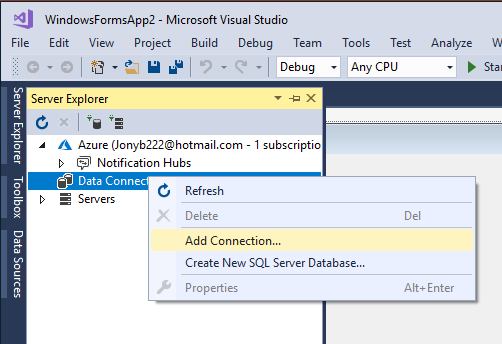 WindowsFormsApp2 - Microsoft Visual Studio
File Edit View Project Build Debug Team Tools Test Analyze Window
Debug Any CPU
Server Explorer
Toolbox
Data Sources
Server Explorer
Azure (Jonyb222@hotmail.com - 1 subscriptio
Notification Hubs
Data Connec
Servers
Refresh
Delete Del
Add Connection...
Create New SQL Server Database...
Properties Alt+Enter